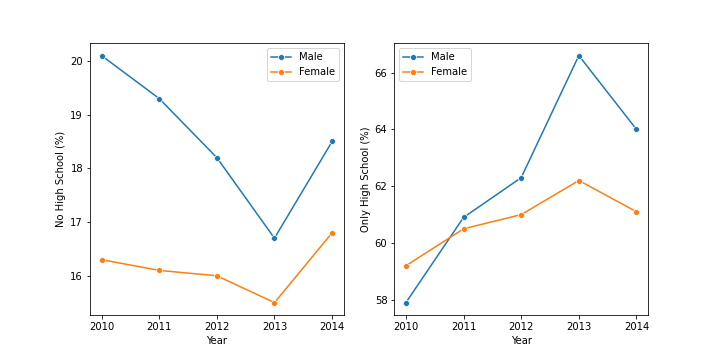 No High School (%)
20
19
18
17
16
Male
Female
2010 2011 2012 2013 2014
Year
Only High School (%)
66
64
62
60
58
Male
Female
2010 2011 2012 2013 2014
Year